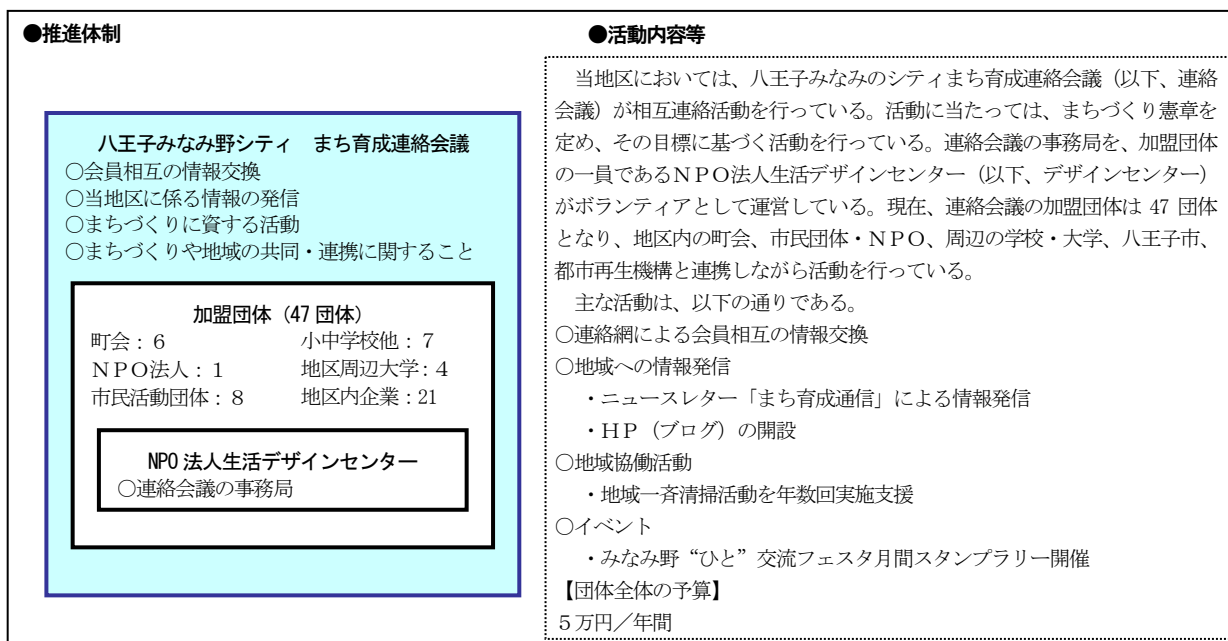 ●推進体制
八王子みなみ野シティ　まち育成連絡会議
○会員相互の情報交換
○当地区に係る情報の発信
○まちづくりに資する活動
○まちづくりや地域の共同・連携に関すること
加盟団体（47 団体）
町会：６　小中学校他：７
ＮＰＯ法人：１　地区周辺大学：４
市民活動団体：８　地区内企業：21
NPO 法人生活デザインセンター
○連絡会議の事務局
●活動内容等
当地区においては、八王子みなみのシティまち育成連絡会議（以下、連絡
会議）が相互連絡活動を行っている。活動に当たっては、まちづくり憲章を
定め、その目標に基づく活動を行っている。連絡会議の事務局を、加盟団体
の一員であるＮＰＯ法人生活デザインセンター（以下、デザインセンター）
がボランティアとして運営している。現在、連絡会議の加盟団体は 47 団体
となり、地区内の町会、市民団体・ＮＰＯ、周辺の学校・大学、八王子市、
都市再生機構と連携しながら活動を行っている。
主な活動は、以下の通りである。
○連絡網による会員相互の情報交換
○地域への情報発信
・ニュースレター「まち育成通信」による情報発信
・ＨＰ（ブログ）の開設
○地域協働活動
・地域一斉清掃活動を年数回実施支援
○イベント
・みなみ野“ひと”交流フェスタ月間スタンプラリー開催
【団体全体の予算】
５万円／年間